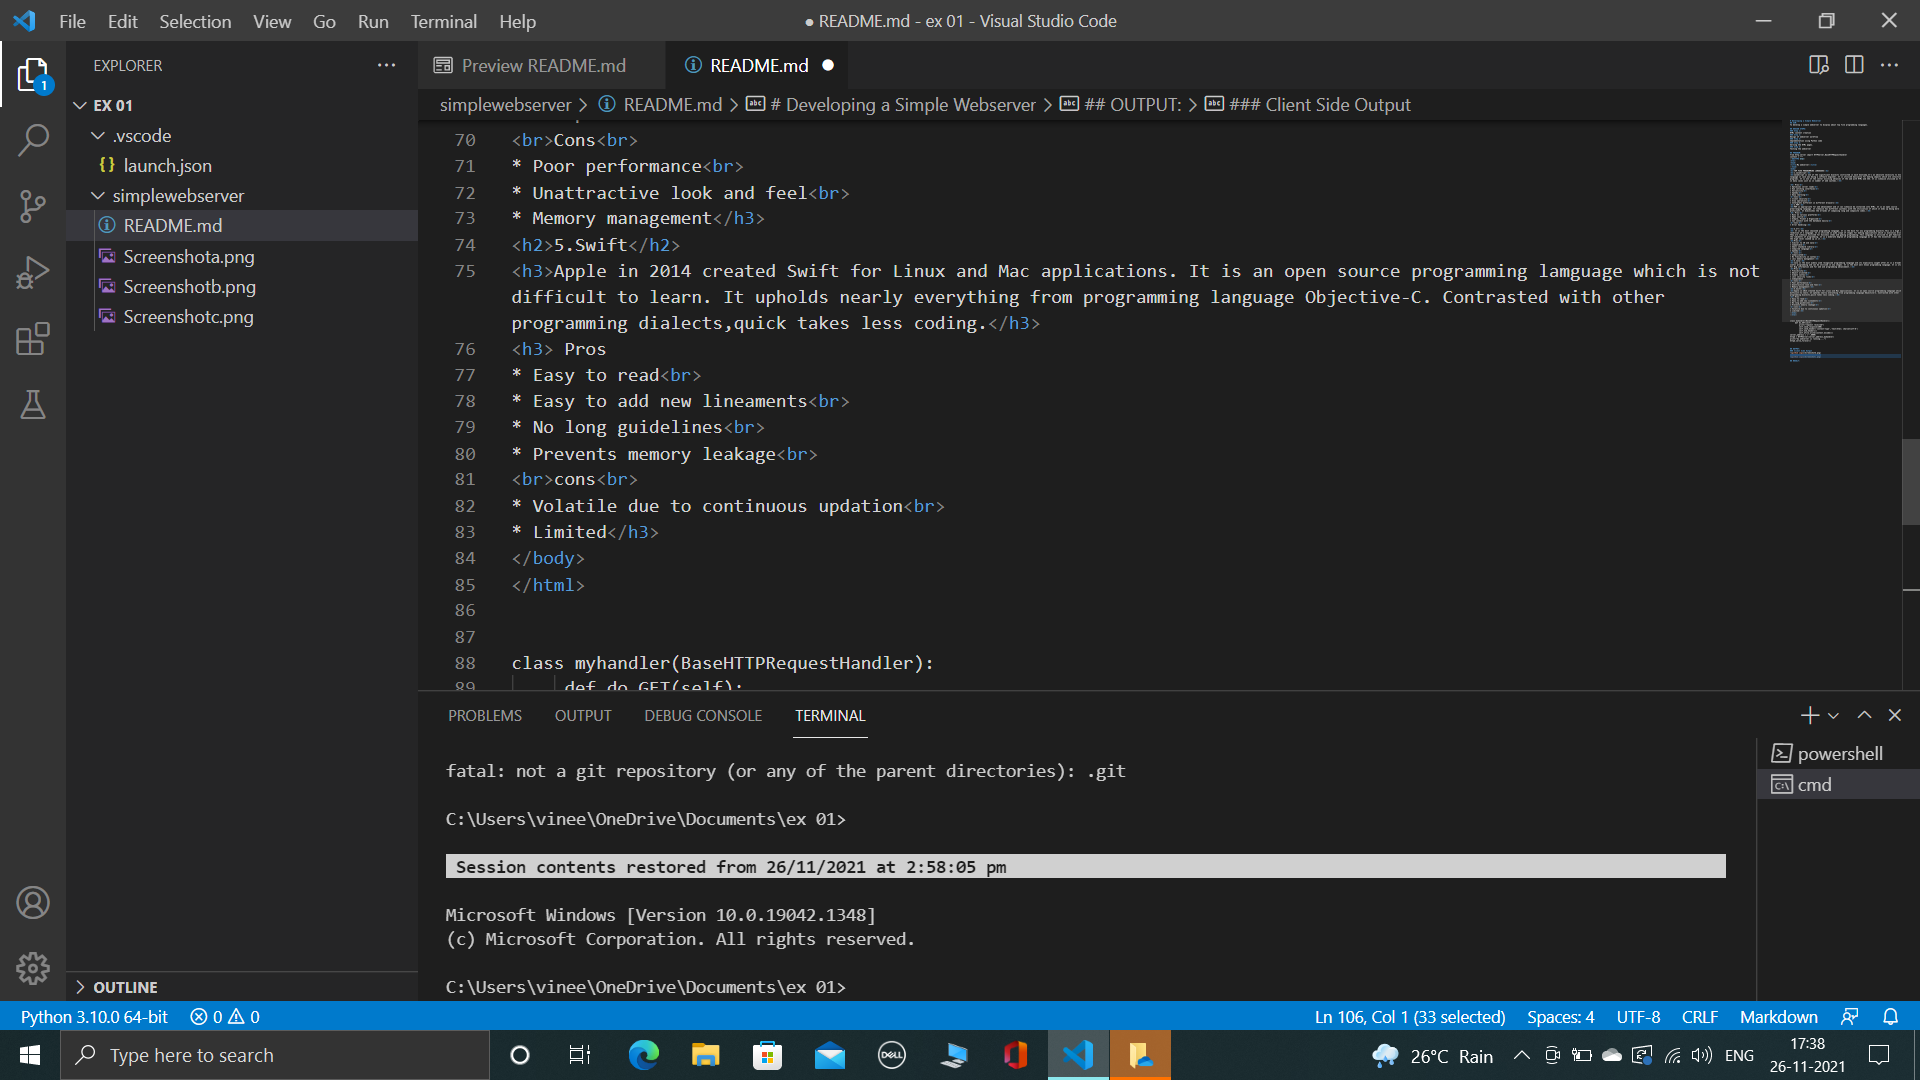 File Edit Selection View Go Run Terminal Help
● README.md - ex 01 - Visual Studio Code
EXPLORER
1
EX 01
.vscode
{} launch.json
simplewebserver
README.md
Screenshota.png
Screenshotb.png
Screenshotc.png
OUTLINE
Preview README.md
README.md ●
simplewebserver > README.md > # Developing a Simple Webserver > ## OUTPUT: > ### Client Side Output
70 <br>Cons<br>
71 * Poor performance<br>
72 * Unattractive look and feel<br>
73 * Memory management</h3>
74 <h2>5.Swift</h2>
75 <h3>Apple in 2014 created Swift for Linux and Mac applications. It is an open source programming lamguage which is not
difficult to learn. It upholds nearly everything from programming language Objective-C. Contrasted with other
programming dialects,quick takes less coding.</h3>
76 <h3> Pros
77 * Easy to read<br>
78 * Easy to add new lineaments<br>
79 * No long guidelines<br>
80 * Prevents memory leakage<br>
81 <br>cons<br>
82 * Volatile due to continuous updation<br>
83 * Limited</h3>
84 </body>
85 </html>
86
87
88 class myhandler(BaseHTTPRequestHandler):
89 def do_GET(self):
PROBLEMS OUTPUT DEBUG CONSOLE TERMINAL
powershell
cmd
fatal: not a git repository (or any of the parent directories): .git
C:\Users\vinee\OneDrive\Documents\ex 01>
Session contents restored from 26/11/2021 at 2:58:05 pm
Microsoft Windows [Version 10.0.19042.1348]
(c) Microsoft Corporation. All rights reserved.
C:\Users\vinee\OneDrive\Documents\ex 01>
Python 3.10.0 64-bit 0 0 Ln 106, Col 1 (33 selected) Spaces: 4 UTF-8 CRLF Markdown
Type here to search
DELL
26°C Rain
ENG
17:38
26-11-2021